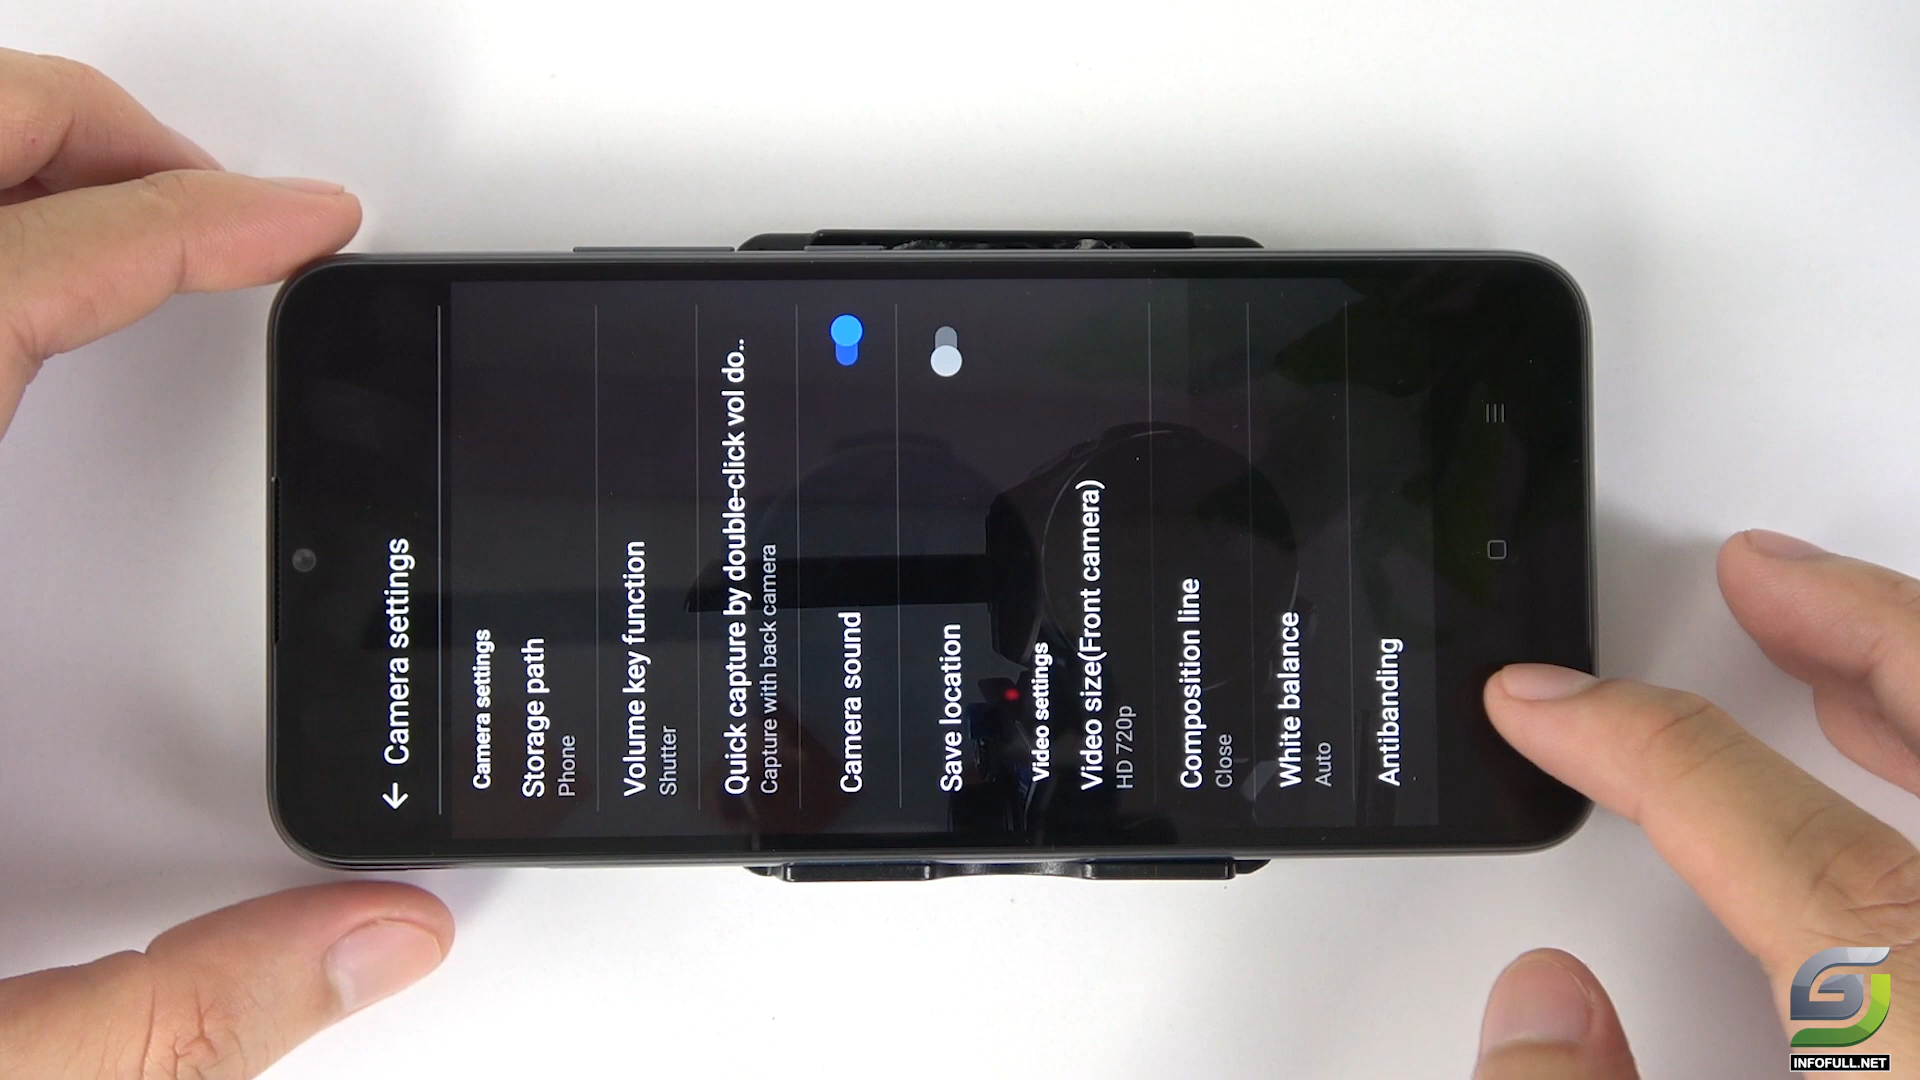 Camera settings
Camera settings
Storage path
Phone
Volume key function
Shutter
Quick capture by double-click vol do..
Capture with back camera
Camera sound
Save location
Video settings
Video size(Front camera)
HD 720p
Composition line
Close
White balance
Auto
Antibanding
INFOFULL.NET